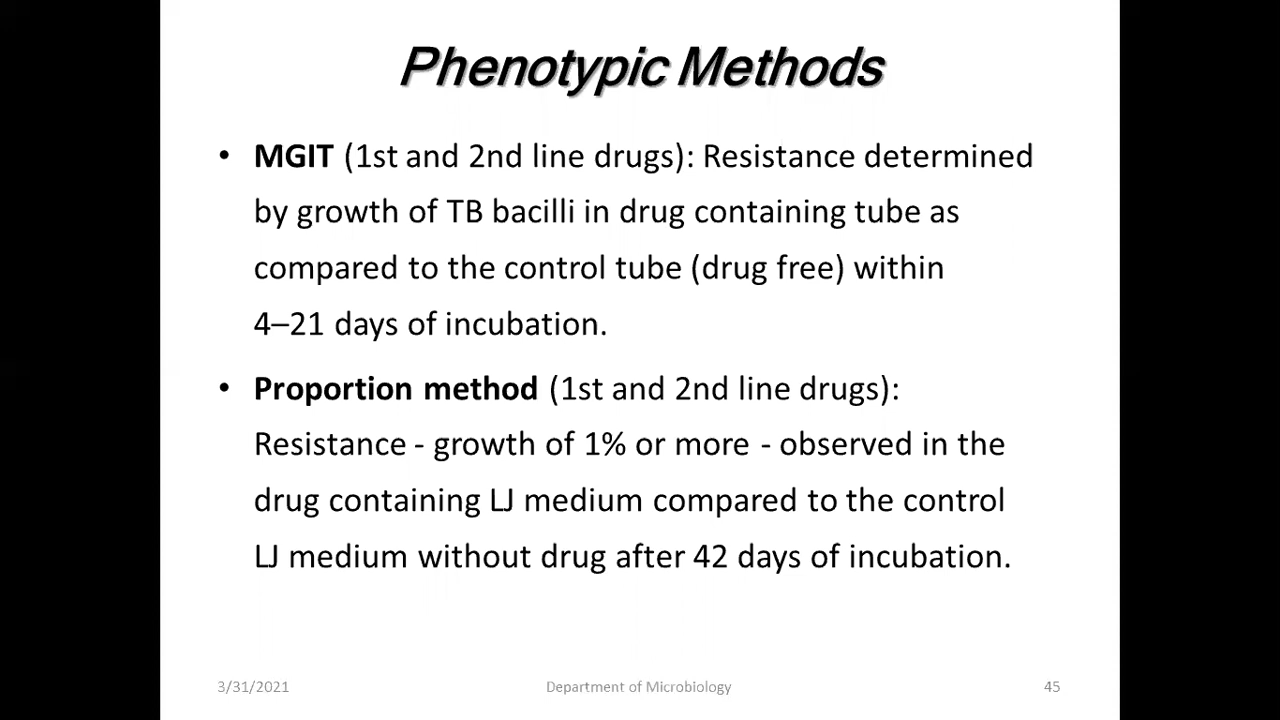 Phenotypic Methods
• MGIT (1st and 2nd line drugs): Resistance determined
by growth of TB bacilli in drug containing tube as
compared to the control tube (drug free) within
4–21 days of incubation.
• Proportion method (1st and 2nd line drugs):
Resistance - growth of 1% or more - observed in the
drug containing LJ medium compared to the control
LJ medium without drug after 42 days of incubation.
3/31/2021 Department of Microbiology 45